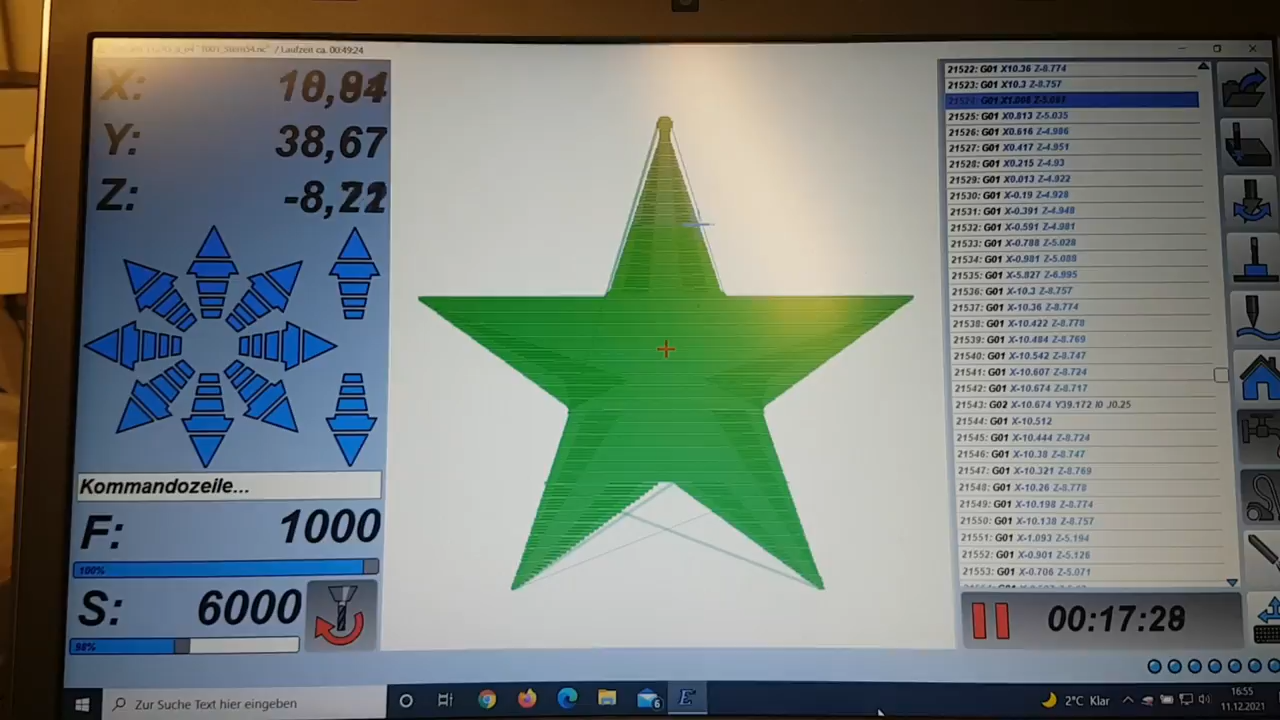 / Laufzeit ca. 00:49:24
X:
Y: 38,67
Z:
Kommandozeile...
F: 1000
100%
S: 6000
98%
21522: G01 X10.36 Z-8.774
21523: G01 X10.3 Z-8.757
21524: G01 X1.008 Z-5.097
21525: G01 X0.813 Z-5.035
21526: G01 X0.616 Z-4.986
21527: G01 X0.417 Z-4.951
21528: G01 X0.215 Z-4.93
21529: G01 X0.013 Z-4.922
21530: G01 X-0.19 Z-4.928
21531: G01 X-0.391 Z-4.948
21532: G01 X-0.591 Z-4.981
21533: G01 X-0.788 Z-5.028
21534: G01 X-0.981 Z-5.089
21535: G01 X-5.827 Z-6.995
21536: G01 X-10.3 Z-8.757
21537: G01 X-10.36 Z-8.774
21538: G01 X-10.422 Z-8.778
21539: G01 X-10.484 Z-8.769
21540: G01 X-10.542 Z-8.747
21541: G01 X-10.607 Z-8.724
21542: G01 X-10.674 Z-8.717
21543: G02 X-10.674 Y39.172 I0 J0.25
21544: G01 X-10.512
21545: G01 X-10.444 Z-8.724
21546: G01 X-10.38 Z-8.747
21547: G01 X-10.321 Z-8.769
21548: G01 X-10.26 Z-8.778
21549: G01 X-10.198 Z-8.774
21550: G01 X-10.138 Z-8.757
21551: G01 X-1.093 Z-5.194
21552: G01 X-0.901 Z-5.126
21553: G01 X-0.706 Z-5.071
00:17:28
Zur Suche Text hier eingeben
6
E
2°C Klar
16:55
11.12.2021